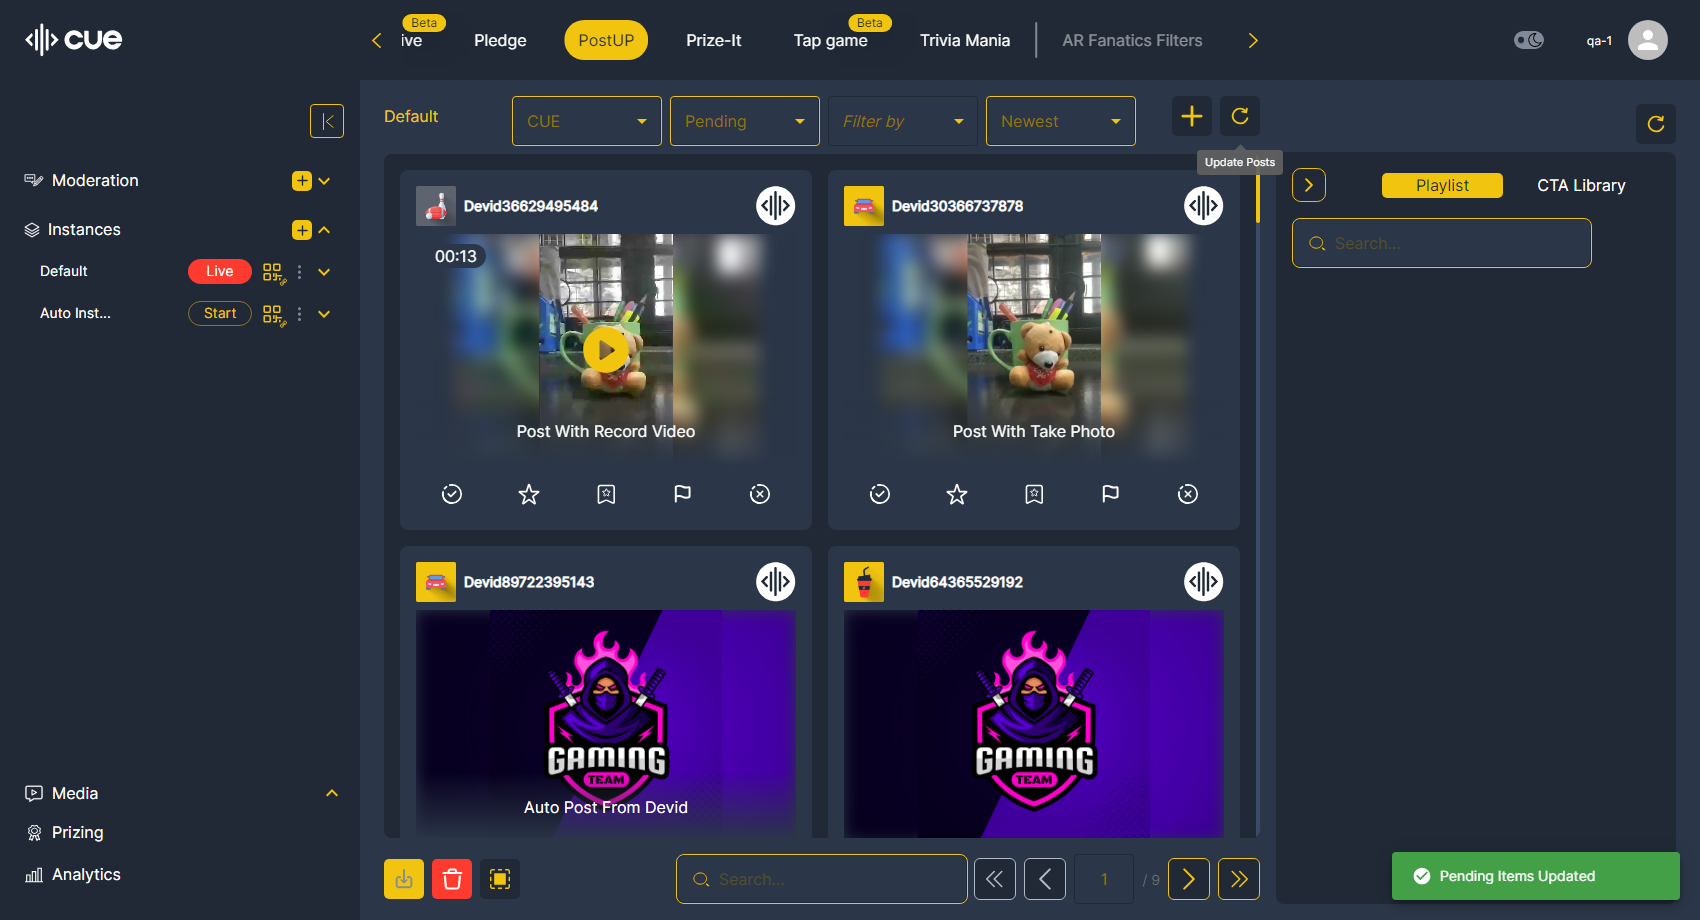 cue
Beta
ive
Pledge
PostUP
Prize-It
Beta
Tap game
Trivia Mania
AR Fanatics Filters
qa-1
Default
CUE
Pending
Filter by
Newest
Update Posts
Moderation
Instances
Default
Live
Auto Inst...
Start
Media
Prizing
Analytics
Devid36629495484
00:13
Post With Record Video
Devid30366737878
Post With Take Photo
Devid89722395143
GAMING
TEAM
Auto Post From Devid
Devid64365529192
GAMING
TEAM
Search...
1
/ 9
Playlist
CTA Library
Search...
Pending Items Updated